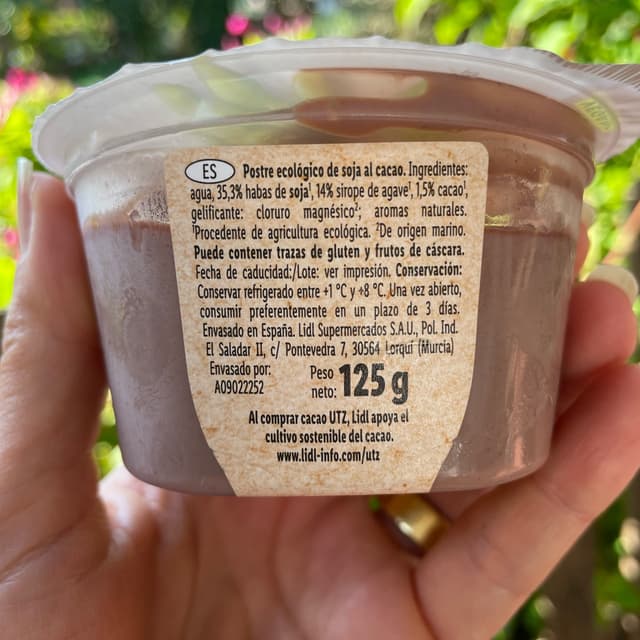 ES Postre ecológico de soja al cacao. Ingredientes:
agua, 35,3% habas de soja¹, 14% sirope de agave¹, 1,5% cacao¹,
gelificante: cloruro magnésico²; aromas naturales.
¹Procedente de agricultura ecológica. ²De origen marino.
Puede contener trazas de gluten y frutos de cáscara.
Fecha de caducidad:/Lote: ver impresión. Conservación:
Conservar refrigerado entre +1 °C y +8 °C. Una vez abierto,
consumir preferentemente en un plazo de 3 días.
Envasado en España. Lidl Supermercados S.A.U., Pol. Ind.
El Saladar II, c/ Pontevedra 7, 30564 Lorquí (Murcia)
Envasado por:
A09022252
Peso
neto: 125 g
Al comprar cacao UTZ, Lidl apoya el
cultivo sostenible del cacao.
www.lidl-info.com/utz